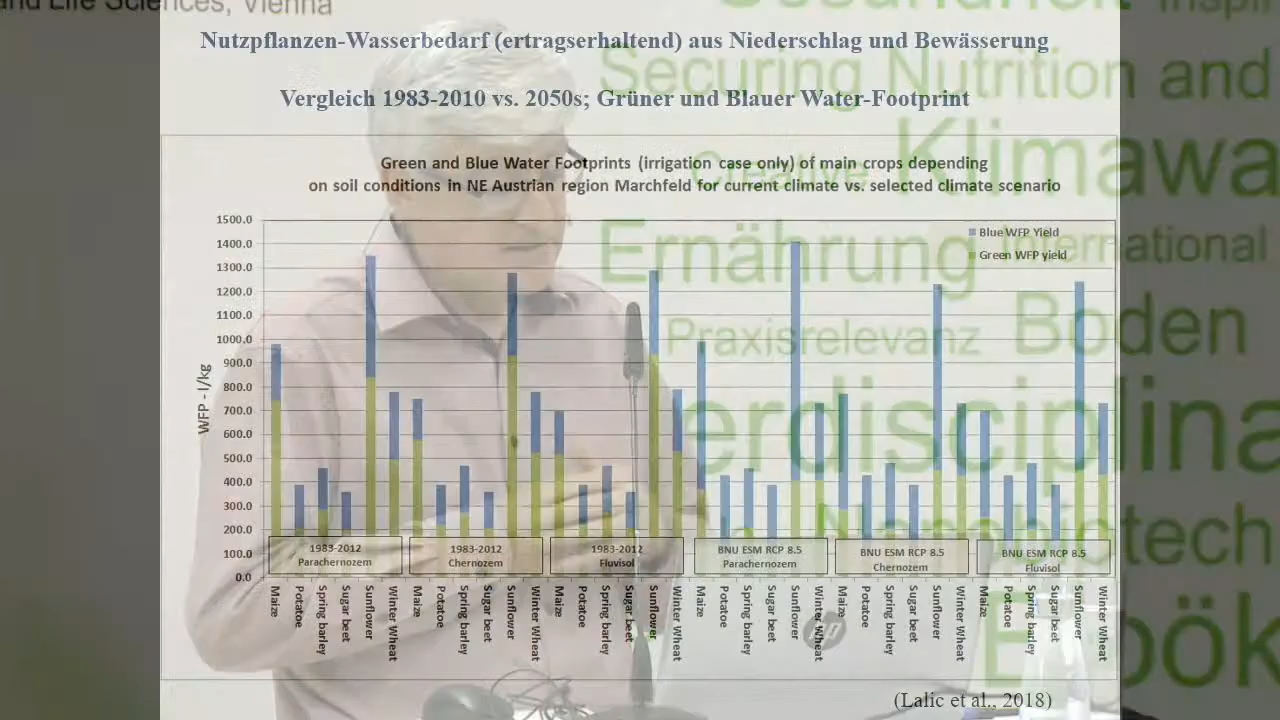 and Life Sciences, Vienna
Nutzpflanzen-Wasserbedarf (ertragserhaltend) aus Niederschlag und Bewässerung
Securing Nutrition and
Vergleich 1983-2010 vs. 2050s; Grüner und Blauer Water-Footprint
Klimawa
Green and Blue Water Footprints (irrigation case only) of main crops depending
Creative
on soil conditions in NE Austrian region Marchfeld for current climate vs. selected climate scenario
1500.0
Blue WFP Yield
Ernährung International
1400.0
Green WFP yield
1300.0
1200.0
1100.0
Praxisrelevanz Boden
1000.0
900.0
800.0
WFP - l/kg
700.0
erdisciplina
600.0
500.0
400.0
300.0
200.0
100.0
0.0
1983-2012 Parachernozem
1983-2012 Chernozem
1983-2012 Fluvisol
BNU ESM RCP 8.5 Parachernozem
BNU ESM RCP 8.5 Chernozem
BNU ESM RCP 8.5 Fluvisol
Maize Potatoe Spring barley Sugar beet Sunflower Winter Wheat
Maize Potatoe Spring barley Sugar beet Sunflower Winter Wheat
Maize Potatoe Spring barley Sugar beet Sunflower Winter Wheat
Maize Potatoe Spring barley Sugar beet Sunflower Winter Wheat
Maize Potatoe Spring barley Sugar beet Sunflower Winter Wheat
Maize Potatoe Spring barley Sugar beet Sunflower Winter Wheat
hp
(Lalic et al., 2018)